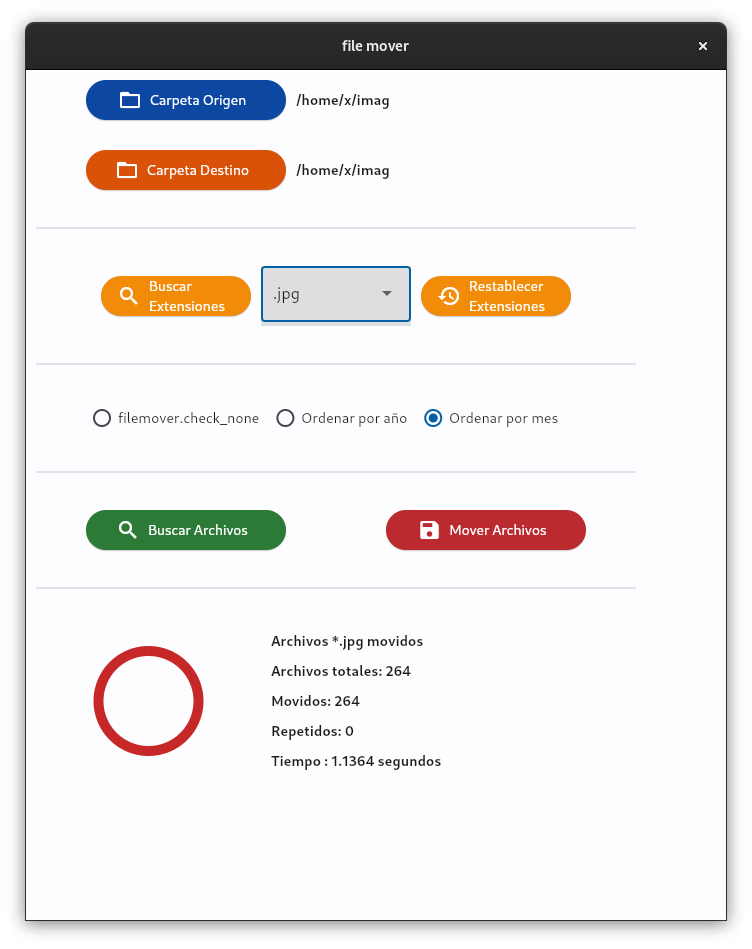 file mover
Carpeta Origen
/home/x/imag
Carpeta Destino
/home/x/imag
Buscar
Extensiones
.jpg
Restablecer
Extensiones
filemover.check_none
Ordenar por año
Ordenar por mes
Buscar Archivos
Mover Archivos
Archivos *.jpg movidos
Archivos totales: 264
Movidos: 264
Repetidos: 0
Tiempo : 1.1364 segundos